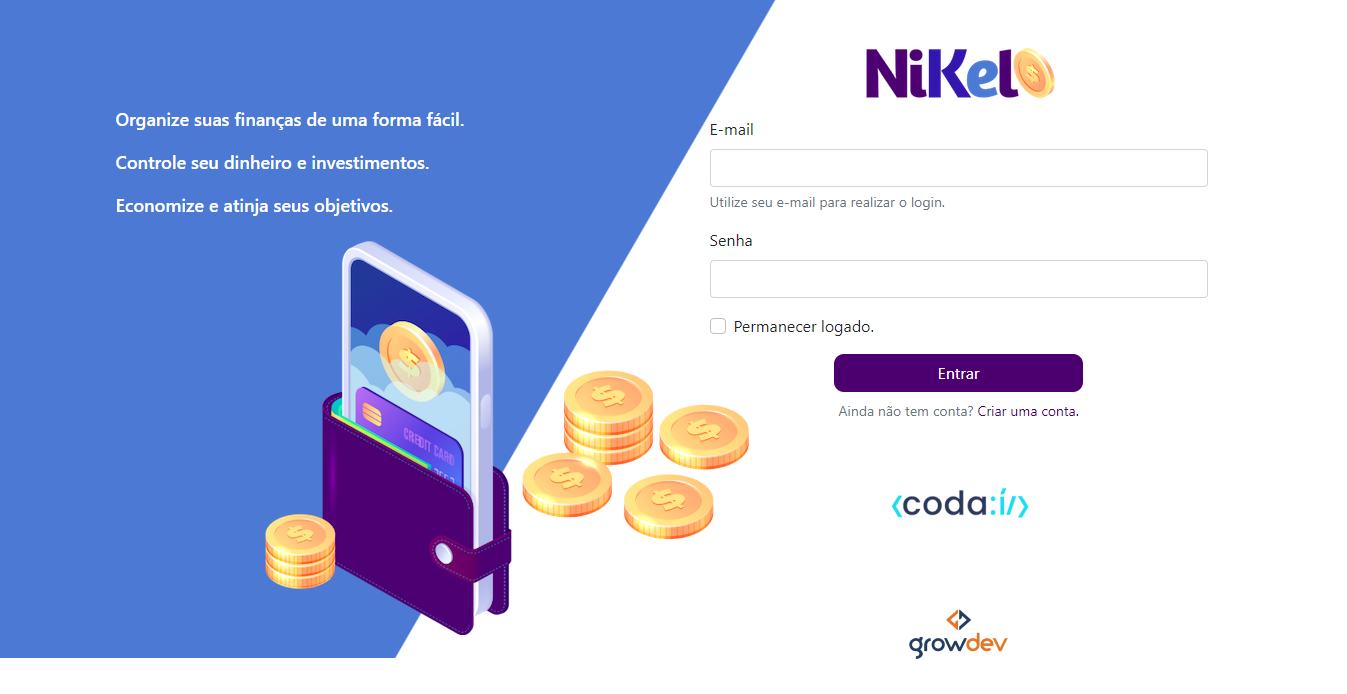 Organize suas finanças de uma forma fácil.
Controle seu dinheiro e investimentos.
Economize e atinja seus objetivos.
CREDIT CARD
NiKel
E-mail
Utilize seu e-mail para realizar o login.
Senha
Permanecer logado.
Entrar
Ainda não tem conta? Criar uma conta.
<coda:í/>
growdev